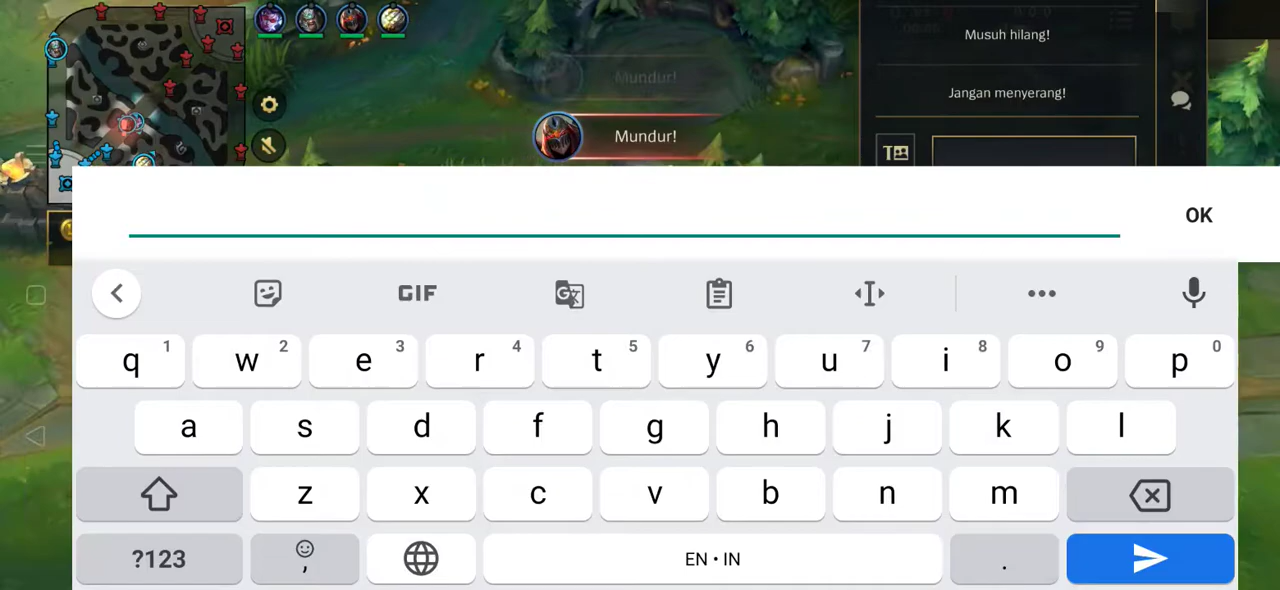 Musuh hilang!
Mundur!
Jangan menyerang!
Mundur!
T
OK
GIF
G
q 1 w 2 e 3 r 4 t 5 y 6 u 7 i 8 o 9 p 0
a s d f g h j k l
z x c v b n m
?123 , EN • IN .